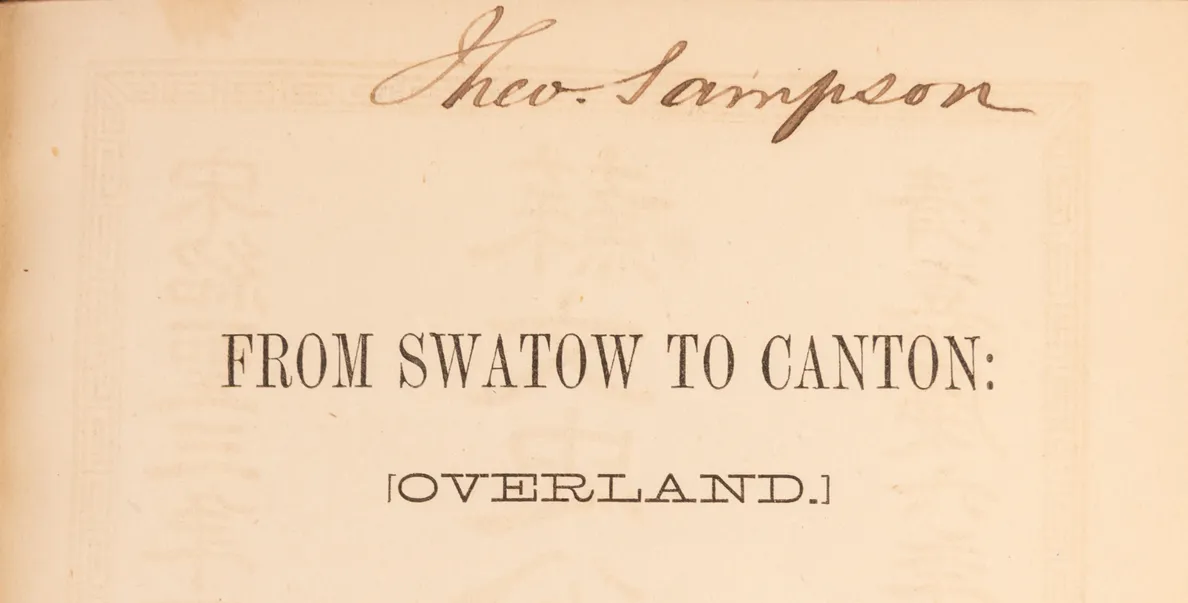 Theo. Sampson
FROM SWATOW TO CANTON:
[OVERLAND.]